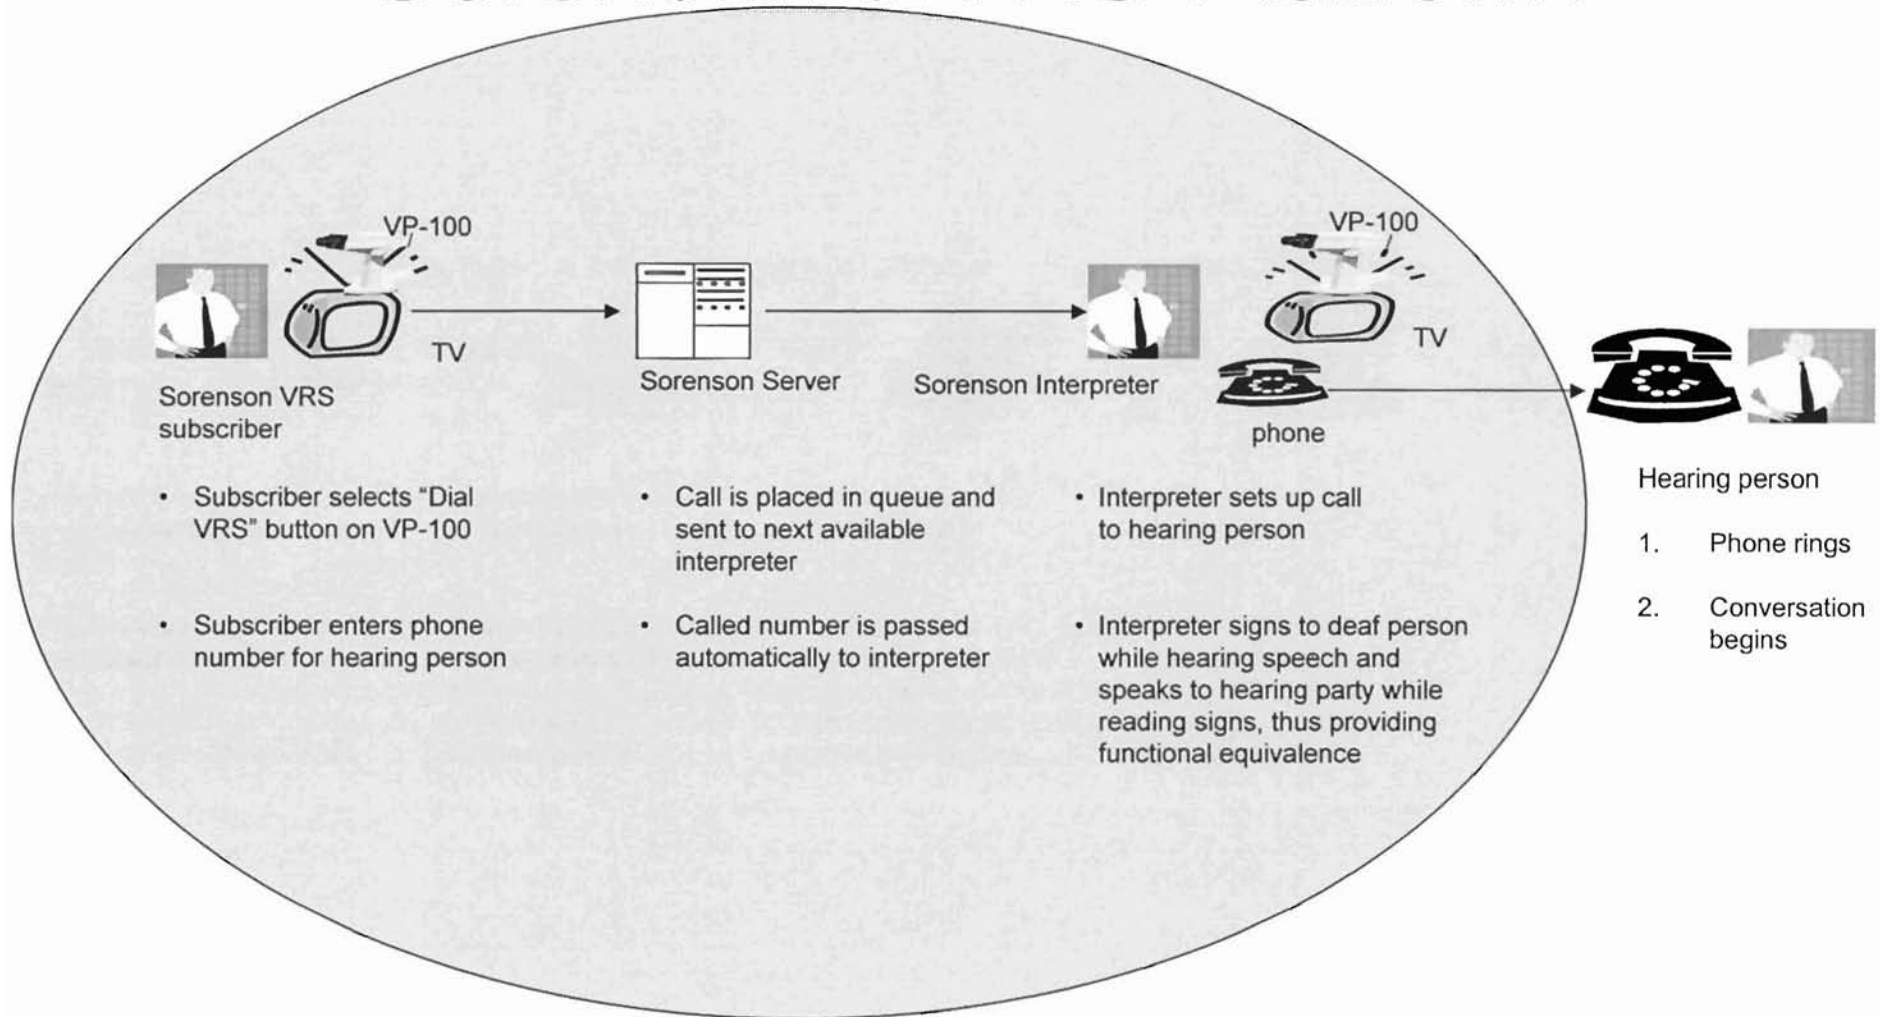 VP-100
TV
Sorenson VRS
subscriber
• Subscriber selects "Dial
VRS" button on VP-100
• Subscriber enters phone
number for hearing person
Sorenson Server
• Call is placed in queue and
sent to next available
interpreter
• Called number is passed
automatically to interpreter
VP-100
TV
Sorenson Interpreter
phone
• Interpreter sets up call
to hearing person
• Interpreter signs to deaf person
while hearing speech and
speaks to hearing party while
reading signs, thus providing
functional equivalence
Hearing person
1. Phone rings
2. Conversation
begins